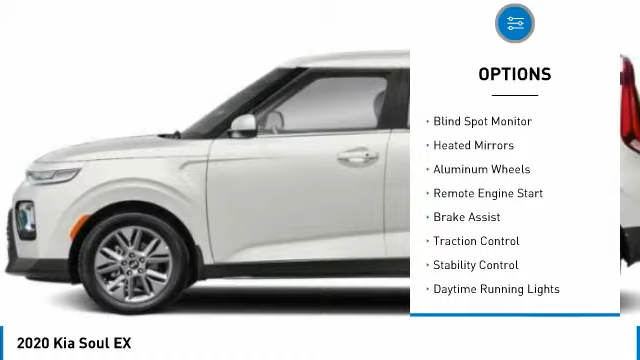 OPTIONS
Blind Spot Monitor
Heated Mirrors
Aluminum Wheels
Remote Engine Start
Brake Assist
Traction Control
Stability Control
Daytime Running Lights
2020 Kia Soul EX